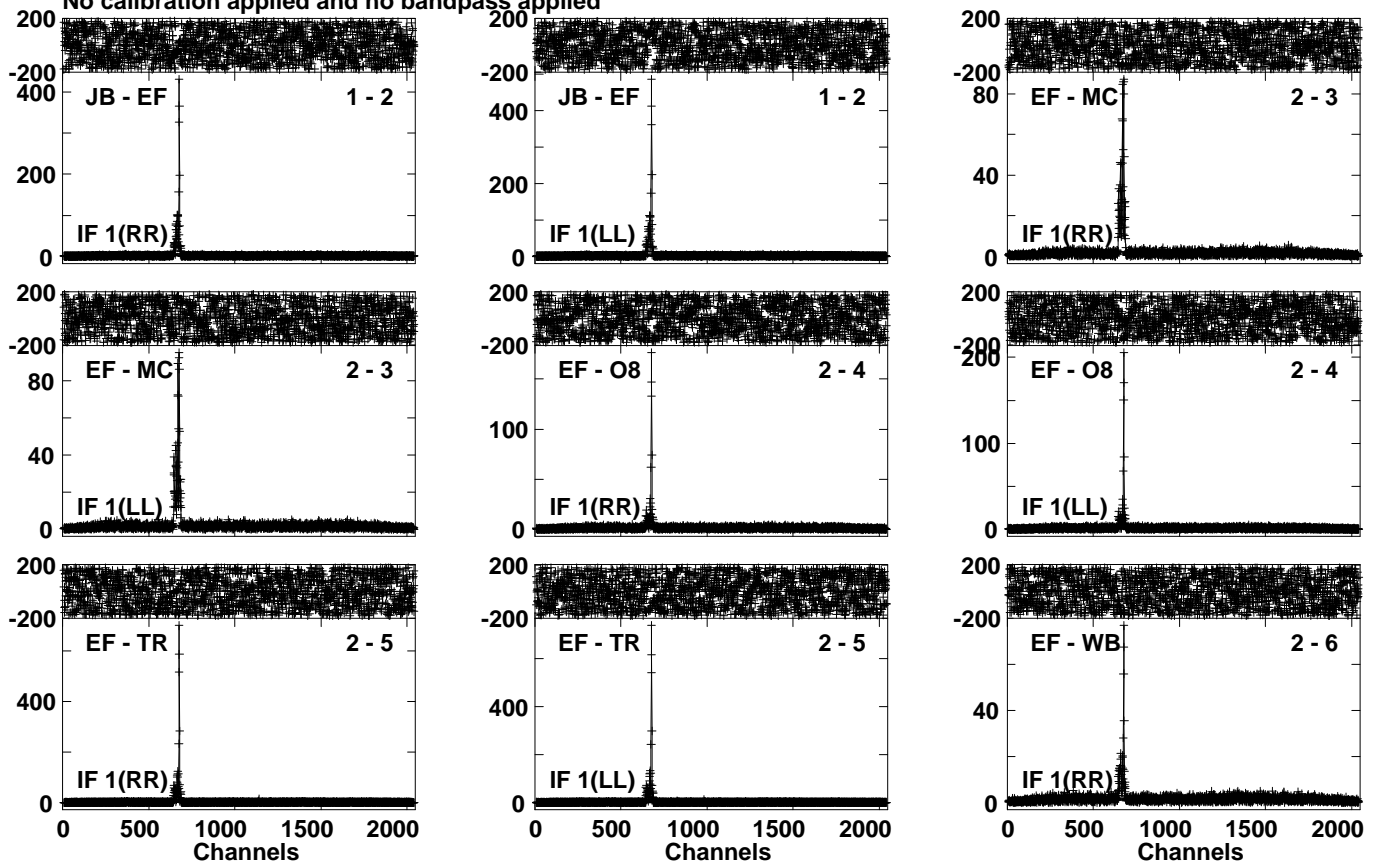 No calibration applied and no bandpass applied
200
-200
400
200
0
JB - EF 1 - 2
IF 1(RR)
200
-200
400
200
0
JB - EF 1 - 2
IF 1(LL)
200
-200
80
40
0
EF - MC 2 - 3
IF 1(RR)
200
-200
80
40
0
EF - MC 2 - 3
IF 1(LL)
200
-200
100
0
EF - O8 2 - 4
IF 1(RR)
200
-200
200
100
0
EF - O8 2 - 4
IF 1(LL)
200
-200
400
0
EF - TR 2 - 5
IF 1(RR)
0 500 1000 1500 2000
Channels
200
-200
400
0
EF - TR 2 - 5
IF 1(LL)
0 500 1000 1500 2000
Channels
200
-200
40
0
EF - WB 2 - 6
IF 1(RR)
0 500 1000 1500 2000
Channels